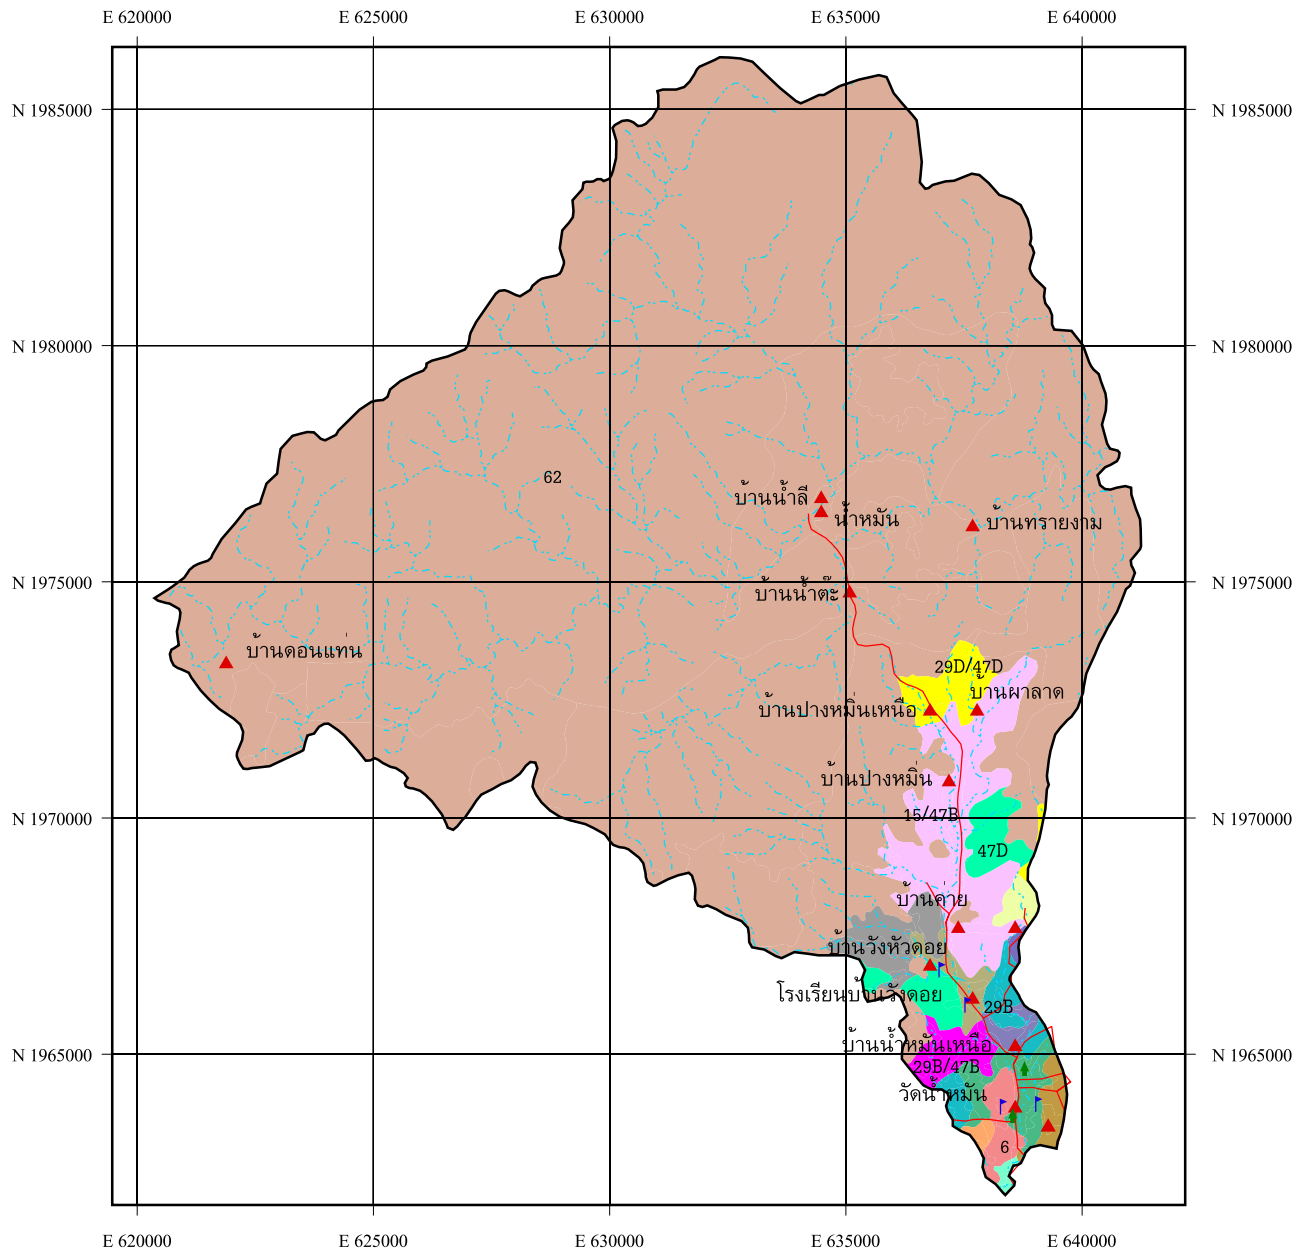 E 620000 E 625000 E 630000 E 635000 E 640000
N 1985000 N 1985000
N 1980000 N 1980000
62
บ้านน้ำลี
น้ำหมัน
บ้านทรายงาม
N 1975000 N 1975000
บ้านน้ำต๊ะ
บ้านดอนแท่น
29D/47D
บ้านผาลาด
บ้านปางหมิ่นเหนือ
บ้านปางหมิ่น
15/47B
N 1970000 N 1970000
47D
บ้านค่าย
บ้านวังหัวดอย
โรงเรียนบ้านวังดอย
29B
บ้านน้ำหมันเหนือ
N 1965000 N 1965000
29B/47B
วัดน้ำหมัน
6
E 620000 E 625000 E 630000 E 635000 E 640000